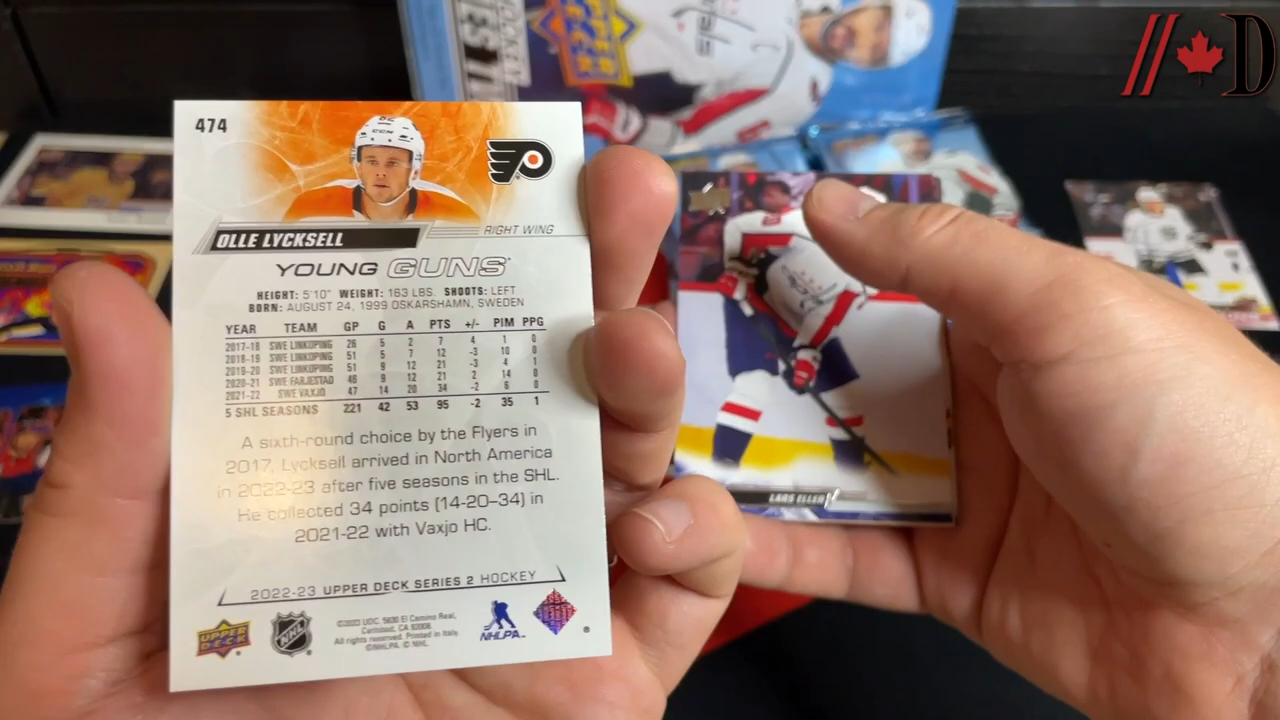 // D
UPPER DECK
474
OLLE LYCKSELL
RIGHT WING
YOUNG GUNS
HEIGHT: 5'10" WEIGHT: 163 LBS. SHOOTS: LEFT
BORN: AUGUST 24, 1999 OSKARSHAMN, SWEDEN
YEAR TEAM GP G A PTS +/- PIM PPG
2017-18 SWE LINKOPING 26 5 2 7 4 1 0
2018-19 SWE LINKOPING 51 5 7 12 -3 10 0
2019-20 SWE LINKOPING 51 9 12 21 -3 4 1
2020-21 SWE FARJESTAD 46 9 12 21 2 14 0
2021-22 SWE VAXJO 47 14 20 34 -2 6 0
5 SHL SEASONS 221 42 53 95 -2 35 1
A sixth-round choice by the Flyers in
2017, Lycksell arrived in North America
in 2022-23 after five seasons in the SHL.
He collected 34 points (14-20–34) in
2021-22 with Vaxjo HC.
2022-23 UPPER DECK SERIES 2 HOCKEY
UPPER DECK
NHL
©2023 UDC, 5830 El Camino Real,
Carlsbad, CA 92008.
All rights reserved. Printed in Italy.
©NHLPA. © NHL.
NHLPA
LARS ELLER